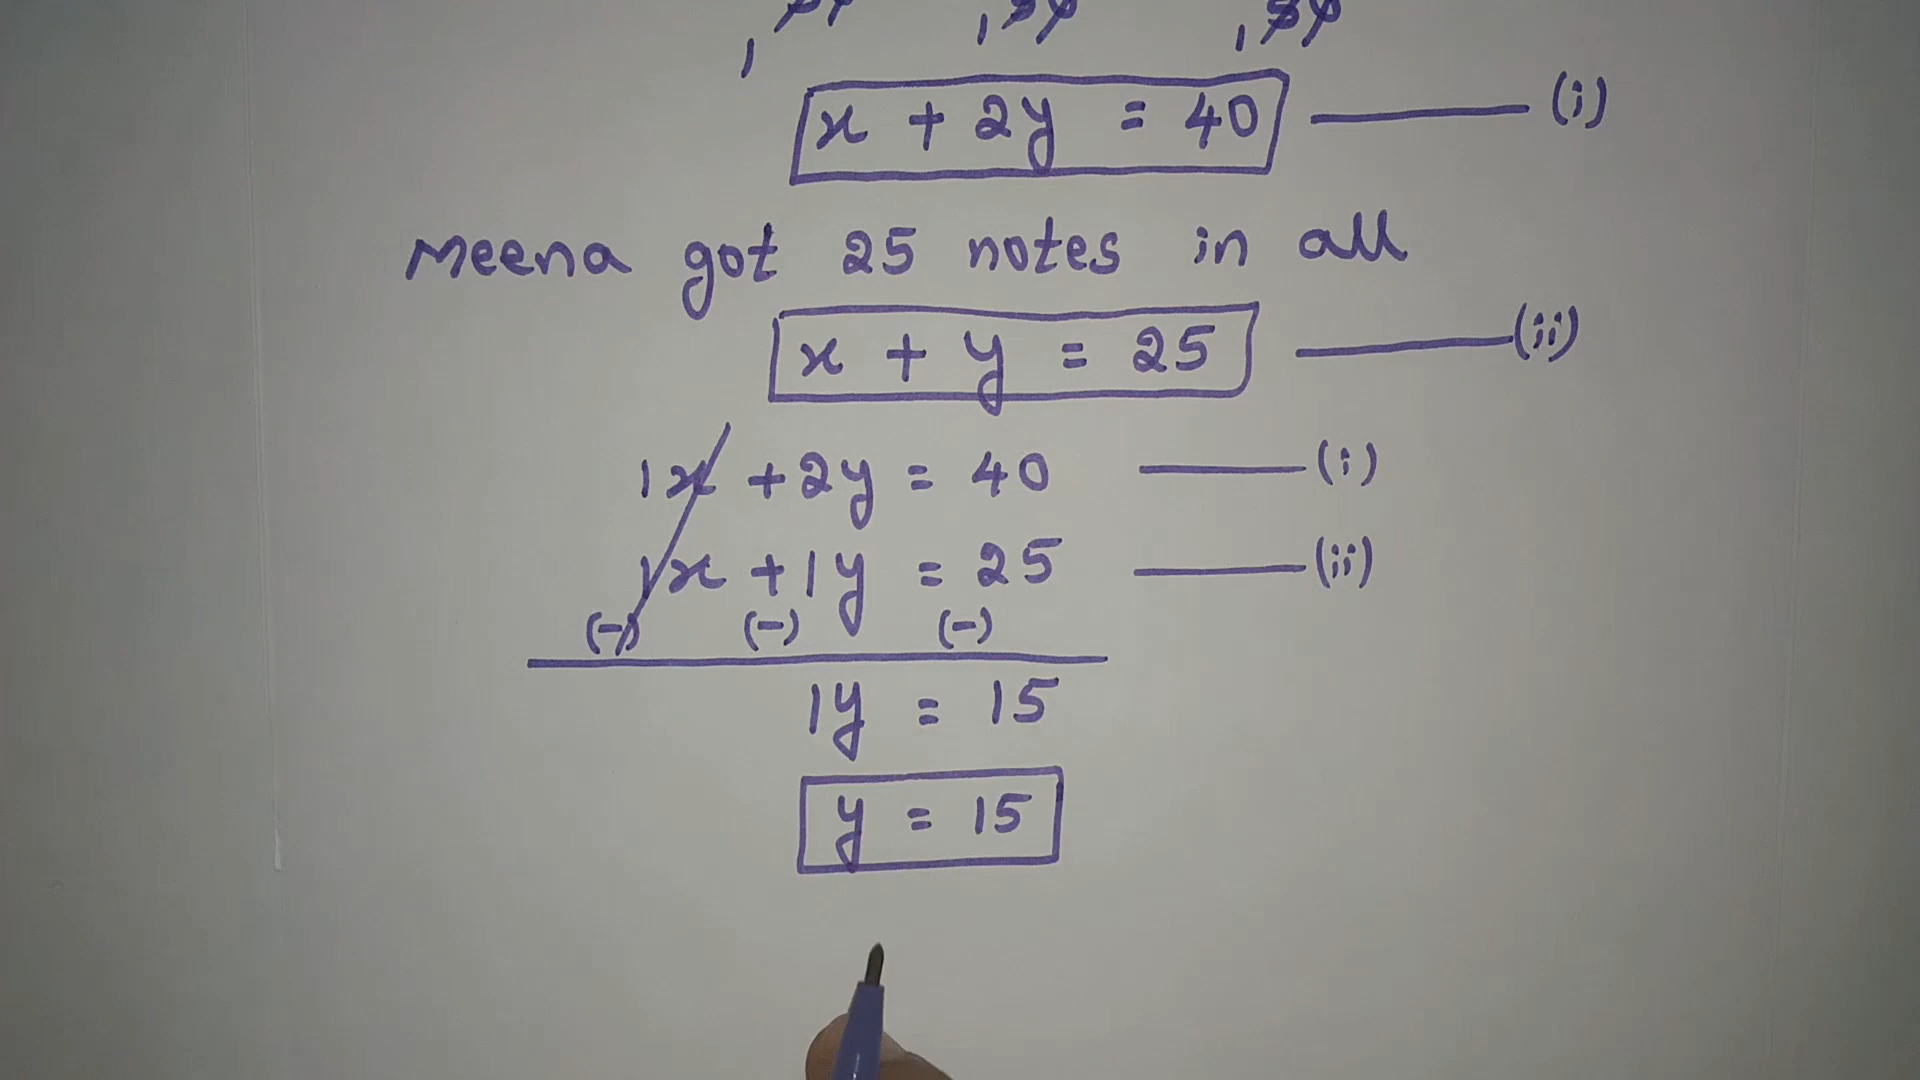 x + 2y = 40 (i)
Meena got 25 notes in all
x + y = 25 (ii)
1x + 2y = 40 (i)
1x + 1y = 25 (ii)
(-) (-) (-)
1y = 15
y = 15